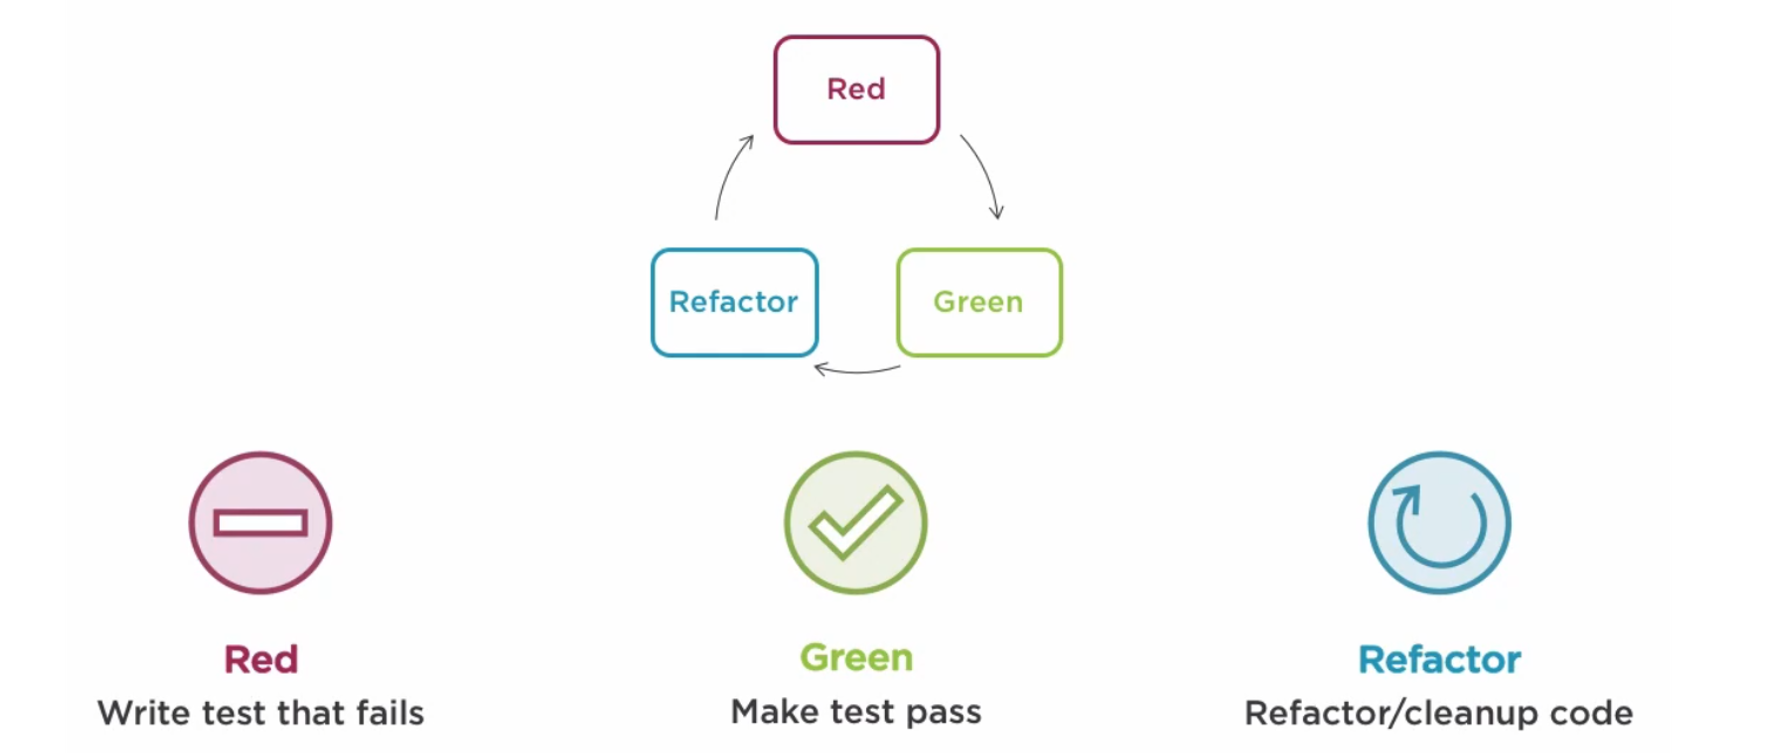 Red
Refactor
Green
Red
Green
Refactor
Write test that fails
Make test pass
Refactor/cleanup code